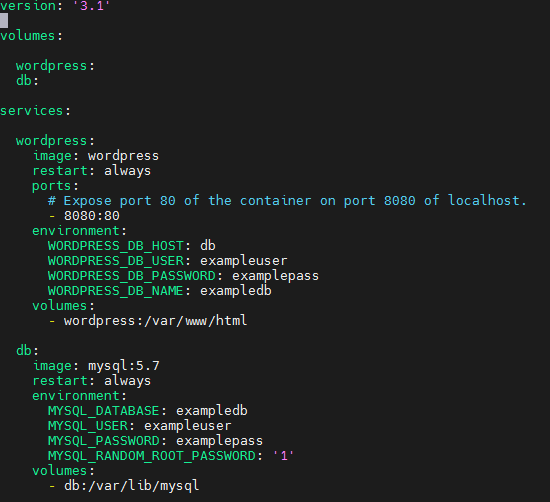 version: '3.1'
volumes:
  wordpress:
  db:
services:
  wordpress:
    image: wordpress
    restart: always
    ports:
      # Expose port 80 of the container on port 8080 of localhost.
      - 8080:80
    environment:
      WORDPRESS_DB_HOST: db
      WORDPRESS_DB_USER: exampleuser
      WORDPRESS_DB_PASSWORD: examplepass
      WORDPRESS_DB_NAME: exampledb
    volumes:
      - wordpress:/var/www/html
  db:
    image: mysql:5.7
    restart: always
    environment:
      MYSQL_DATABASE: exampledb
      MYSQL_USER: exampleuser
      MYSQL_PASSWORD: examplepass
      MYSQL_RANDOM_ROOT_PASSWORD: '1'
    volumes:
      - db:/var/lib/mysql